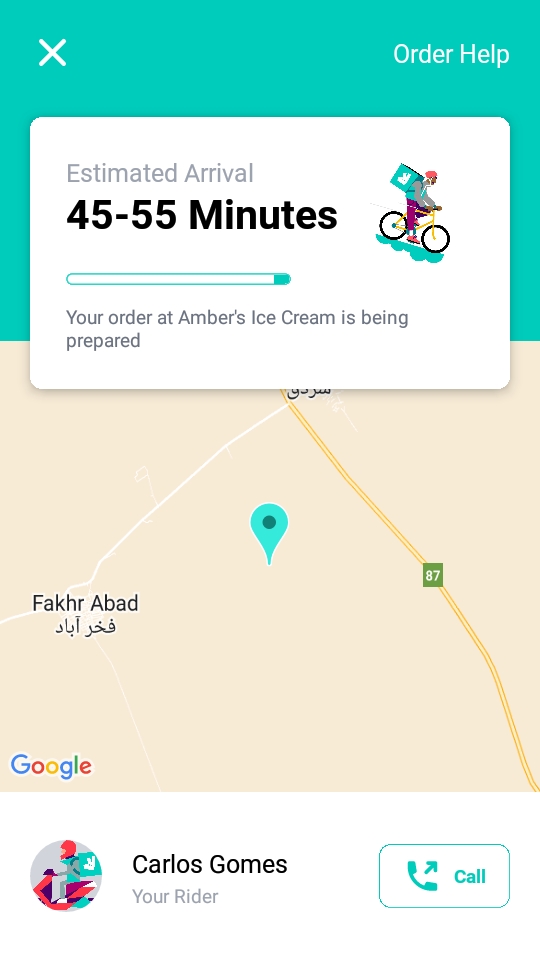 Order Help
Estimated Arrival
45-55 Minutes
Your order at Amber's Ice Cream is being
prepared
87
Fakhr Abad
فخر آباد
Google
Carlos Gomes
Your Rider
Call